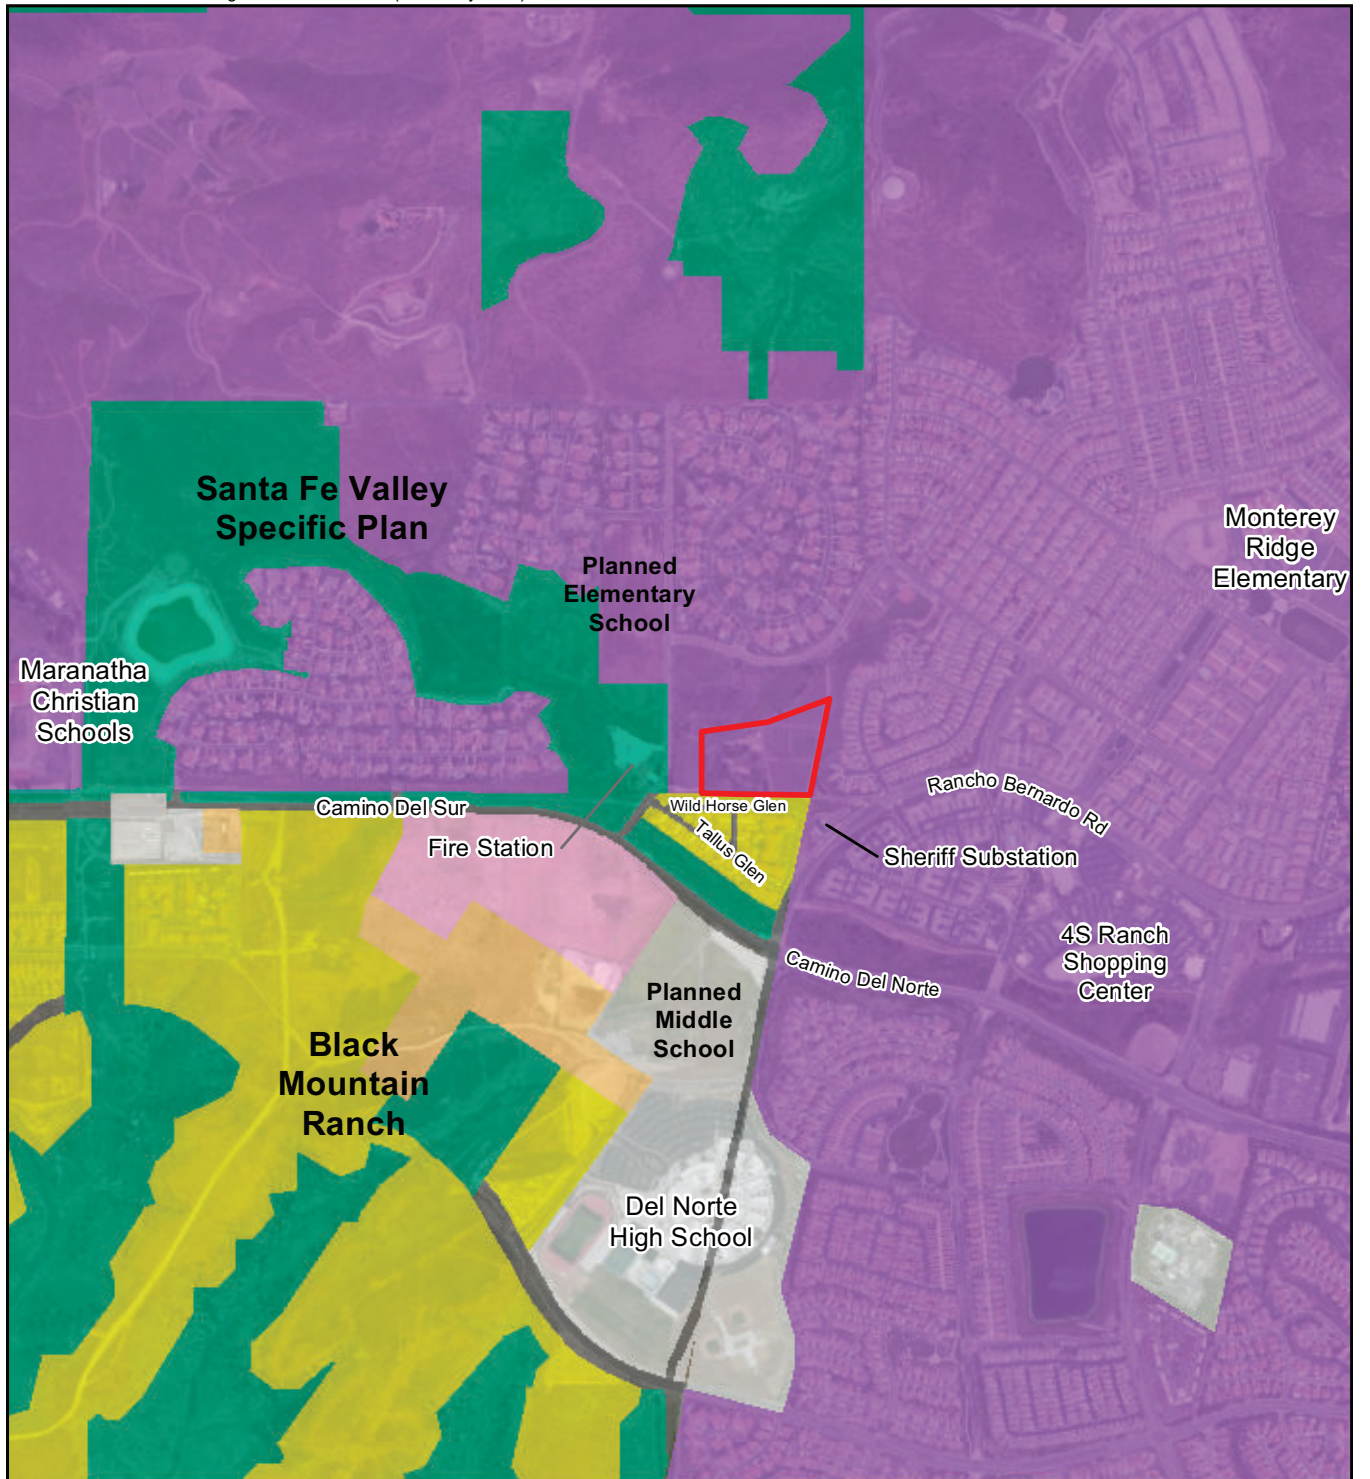 Santa Fe Valley
Specific Plan
Monterey
Ridge
Elementary
Planned
Elementary
School
Maranatha
Christian
Schools
Camino Del Sur
Wild Horse Glen
Rancho Bernardo Rd
Tallus Glen
Fire Station
Sheriff Substation
4S Ranch
Shopping
Center
Camino Del Norte
Planned
Middle
School
Black
Mountain
Ranch
Del Norte
High School